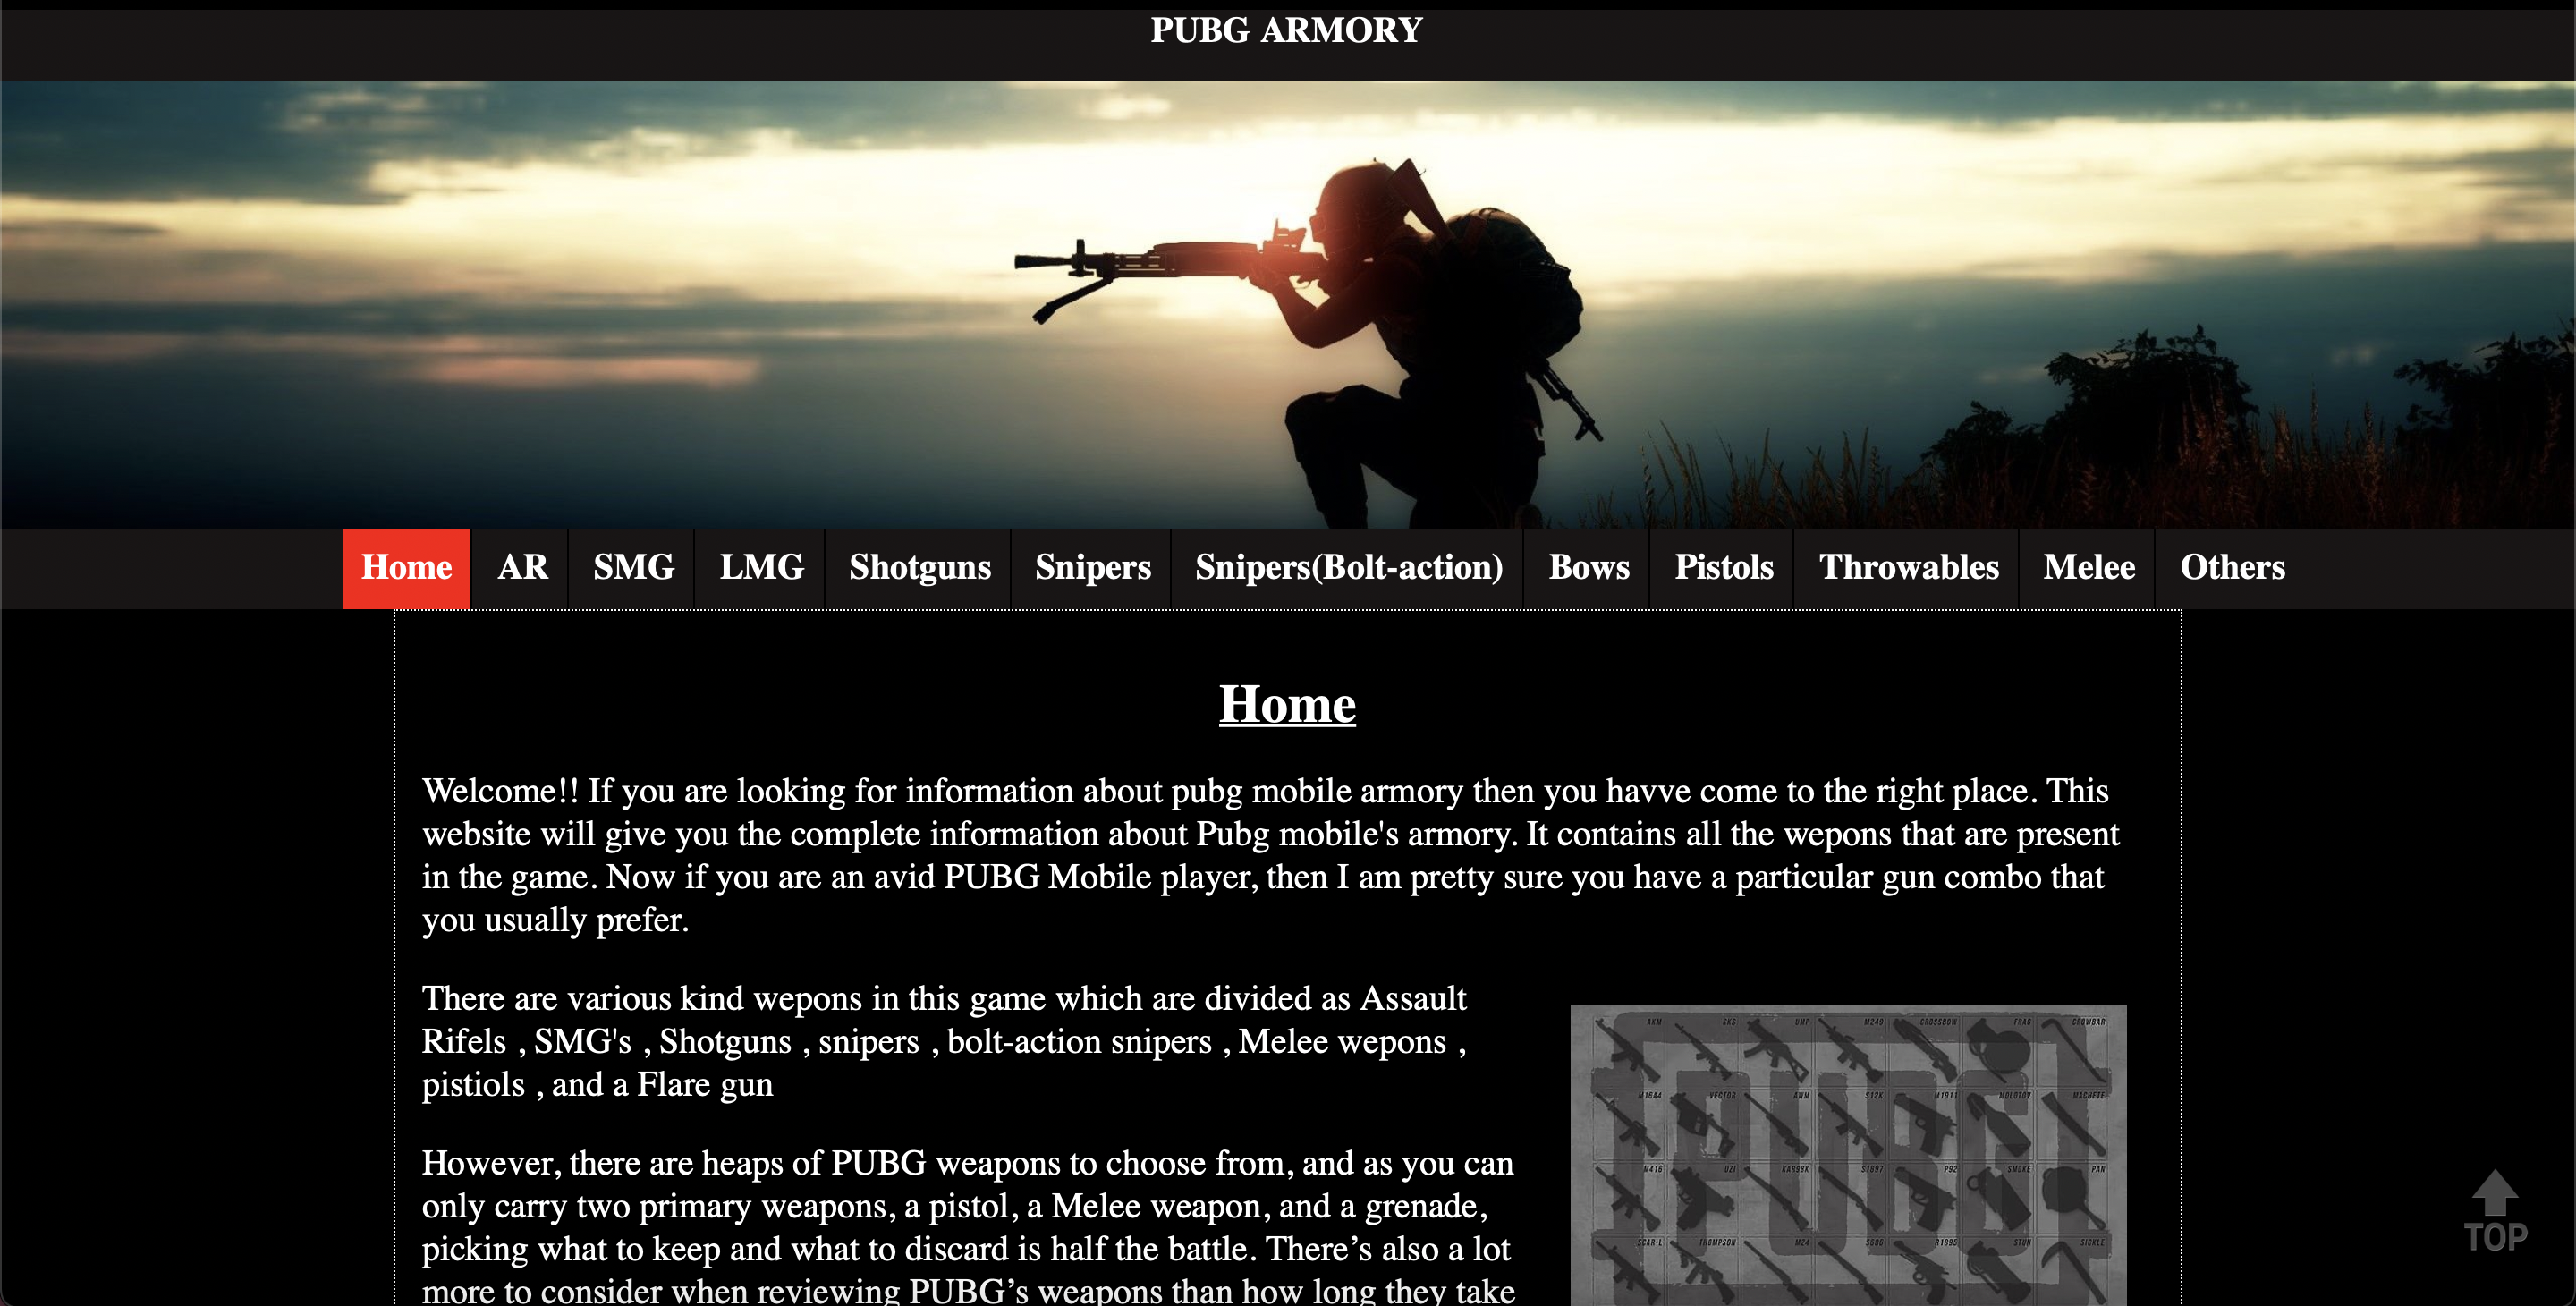 PUBG ARMORY
Home AR SMG LMG Shotguns Snipers Snipers(Bolt-action) Bows Pistols Throwables Melee Others
Home
Welcome!! If you are looking for information about pubg mobile armory then you havve come to the right place. This
website will give you the complete information about Pubg mobile's armory. It contains all the wepons that are present
in the game. Now if you are an avid PUBG Mobile player, then I am pretty sure you have a particular gun combo that
you usually prefer.
There are various kind wepons in this game which are divided as Assault
Rifels , SMG's , Shotguns , snipers , bolt-action snipers , Melee wepons ,
pistiols , and a Flare gun
However, there are heaps of PUBG weapons to choose from, and as you can
only carry two primary weapons, a pistol, a Melee weapon, and a grenade,
picking what to keep and what to discard is half the battle. There’s also a lot
more to consider when reviewing PUBG’s weapons than how long they take
AKM SKS UMP M249 CROSSBOW FRAG CROWBAR
M16A4 VECTOR AWM S12K M1911 MOLOTOV MACHETE
M416 UZI KAR98K S1897 P92 SMOKE PAN
SCAR-L THOMPSON M24 S686 R1895 STUN SICKLE
PUBG
TOP